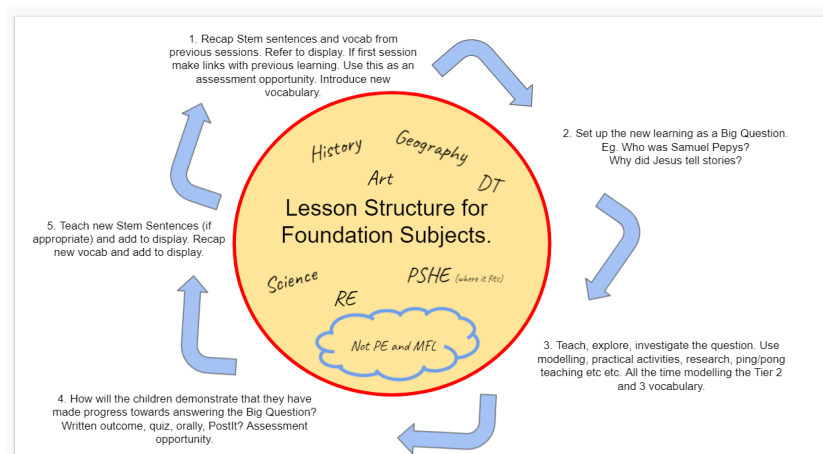 1. Recap Stem sentences and vocab from
previous sessions. Refer to display. If first session
make links with previous learning. Use this as an
assessment opportunity. Introduce new
vocabulary.
2. Set up the new learning as a Big Question.
Eg. Who was Samuel Pepys?
Why did Jesus tell stories?
3. Teach, explore, investigate the question. Use
modelling, practical activities, research, ping/pong
teaching etc etc. All the time modelling the Tier 2
and 3 vocabulary.
4. How will the children demonstrate that they have
made progress towards answering the Big Question?
Written outcome, quiz, orally, PostIt? Assessment
opportunity.
5. Teach new Stem Sentences (if
appropriate) and add to display. Recap
new vocab and add to display.
History
Geography
Art
DT
Lesson Structure for
Foundation Subjects.
Science
RE
PSHE (where it fits)
Not PE and MFL